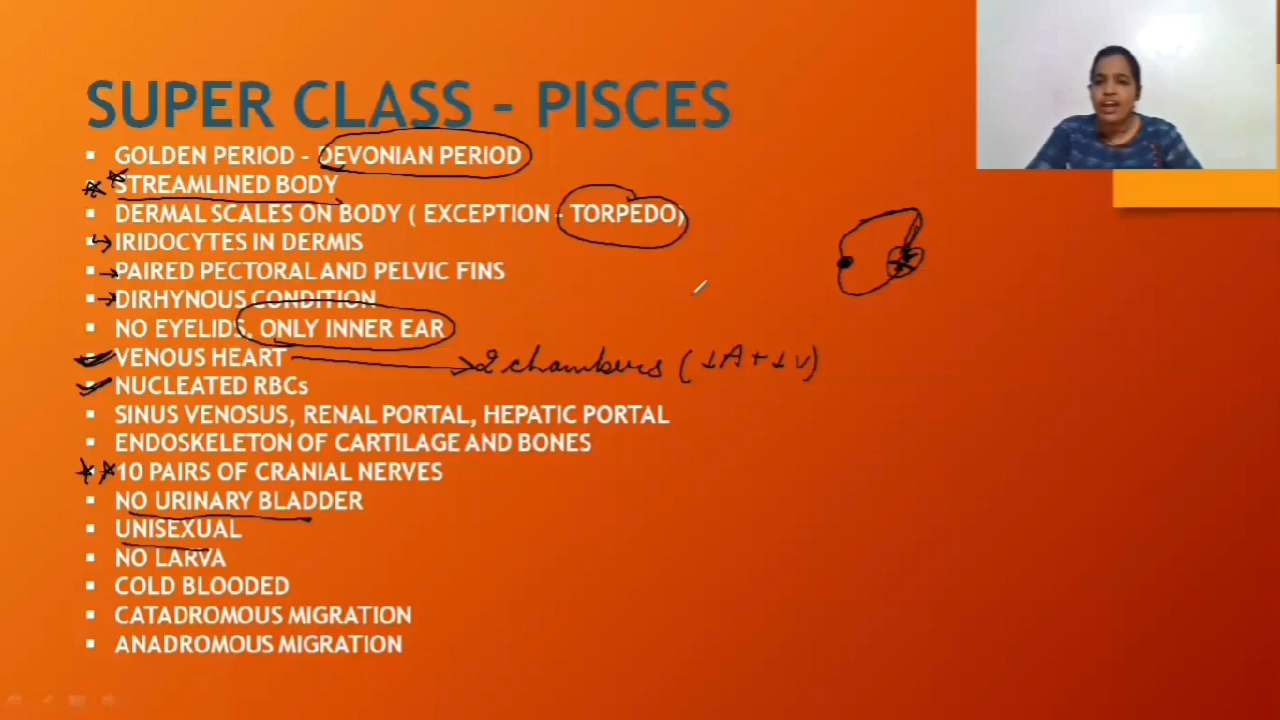 SUPER CLASS - PISCES
GOLDEN PERIOD - DEVONIAN PERIOD
STREAMLINED BODY
DERMAL SCALES ON BODY ( EXCEPTION - TORPEDO)
IRIDOCYTES IN DERMIS
PAIRED PECTORAL AND PELVIC FINS
DIRHYNOUS CONDITION
NO EYELIDS, ONLY INNER EAR
VENOUS HEART → 2 chambers (1A + 1V)
NUCLEATED RBCs
SINUS VENOSUS, RENAL PORTAL, HEPATIC PORTAL
ENDOSKELETON OF CARTILAGE AND BONES
10 PAIRS OF CRANIAL NERVES
NO URINARY BLADDER
UNISEXUAL
NO LARVA
COLD BLOODED
CATADROMOUS MIGRATION
ANADROMOUS MIGRATION